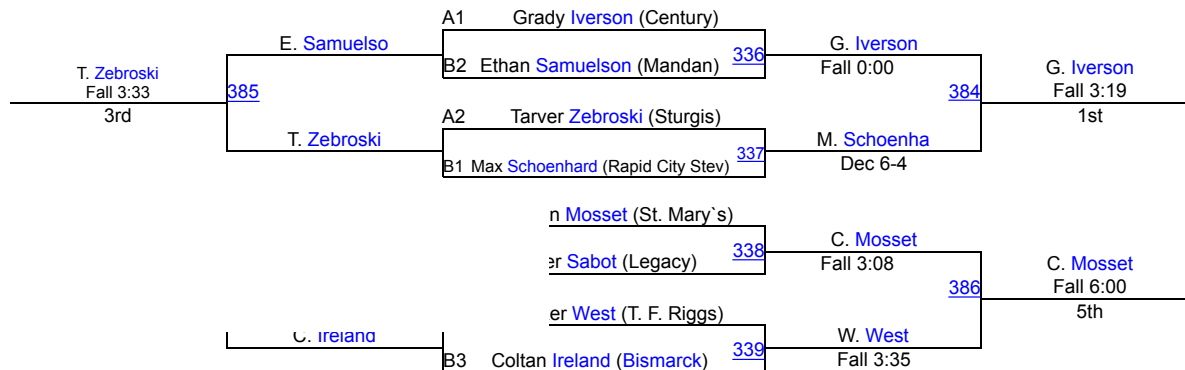 A1 Grady Iverson (Century)
E. Samuelso
G. Iverson
B2 Ethan Samuelson (Mandan) 336
Fall 0:00
T. Zebroski
Fall 3:33
385
3rd
G. Iverson
384
Fall 3:19
1st
A2 Tarver Zebroski (Sturgis)
T. Zebroski
M. Schoenha
B1 Max Schoenhard (Rapid City Stev) 337
Dec 6-4
n Mosset (St. Mary`s)
C. Mosset
er Sabot (Legacy) 338
Fall 3:08
C. Mosset
386
Fall 6:00
5th
er West (T. F. Riggs)
C. Ireland
W. West
B3 Coltan Ireland (Bismarck) 339
Fall 3:35